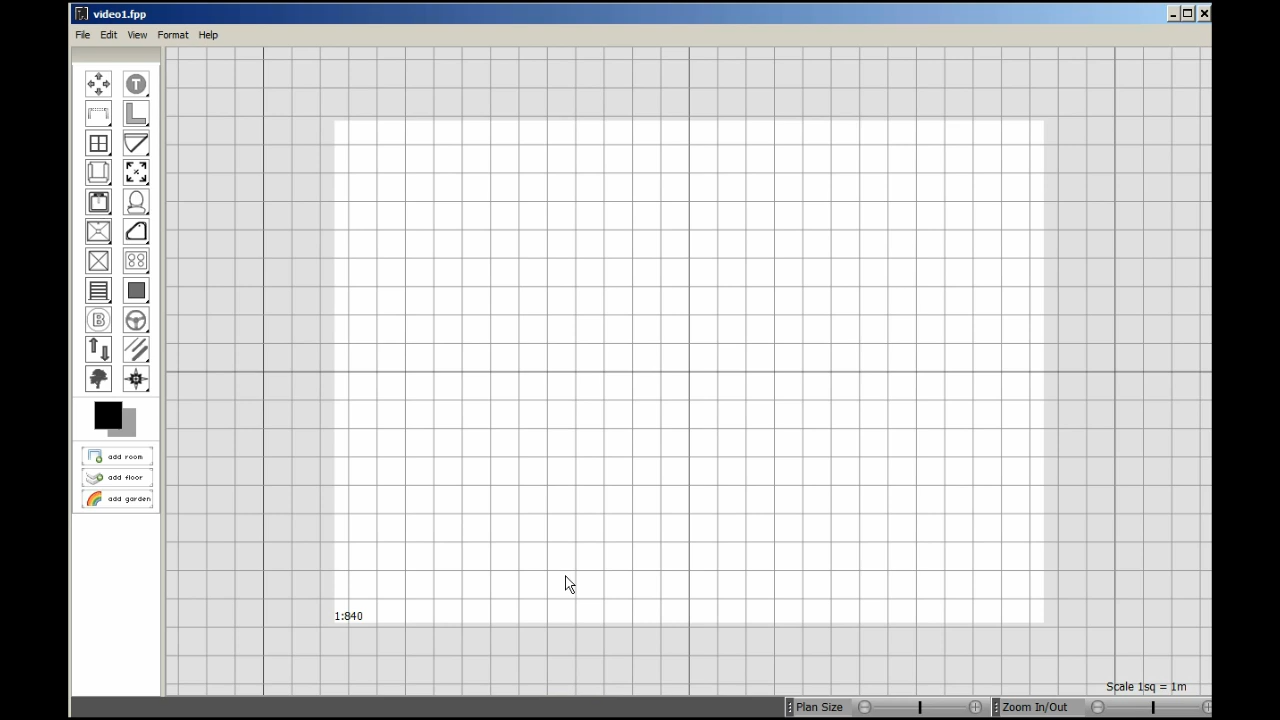 video1.fpp
File Edit View Format Help
T
B
add room
add floor
add garden
1:840
Scale 1sq = 1m
Plan Size Zoom In/Out